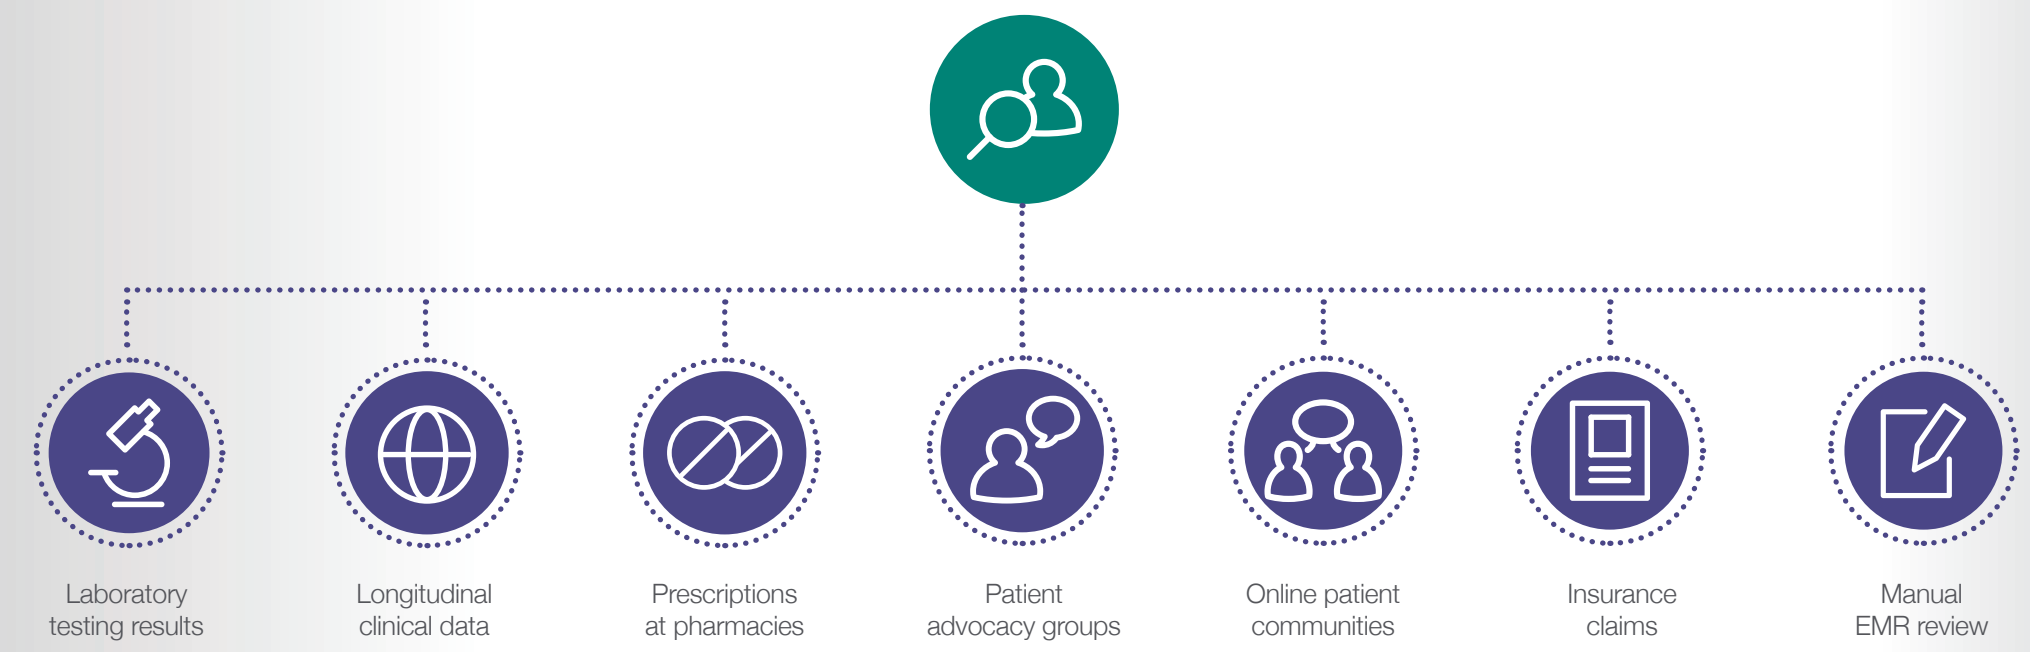 Laboratory
testing results
Longitudinal
clinical data
Prescriptions
at pharmacies
Patient
advocacy groups
Online patient
communities
Insurance
claims
Manual
EMR review